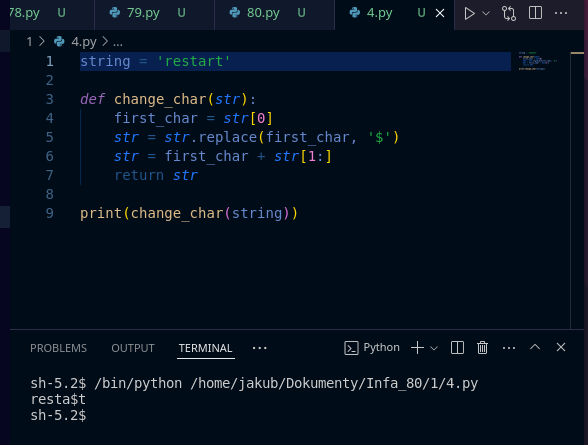 78.py U 79.py U 80.py U 4.py U
1 > 4.py > ...
1 string = 'restart'
2
3 def change_char(str):
4     first_char = str[0]
5     str = str.replace(first_char, '$')
6     str = first_char + str[1:]
7     return str
8
9 print(change_char(string))
PROBLEMS OUTPUT TERMINAL ... Python
sh-5.2$ /bin/python /home/jakub/Dokumenty/Infa_80/1/4.py
resta$t
sh-5.2$